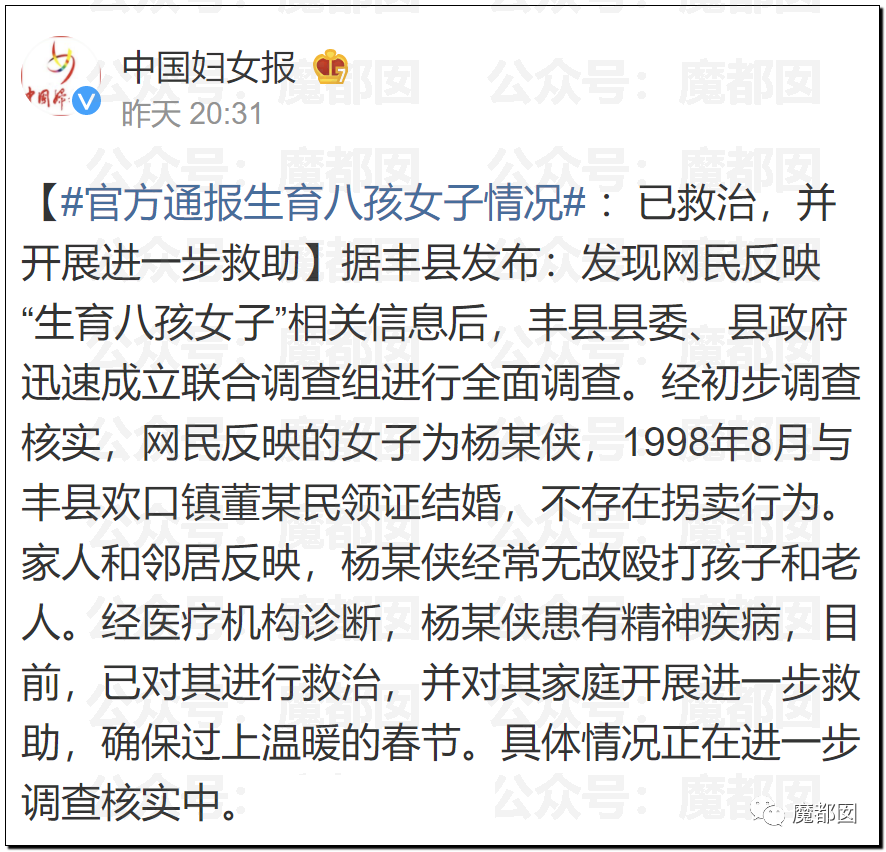 中国妇女报
昨天 20:31
【#官方通报生育八孩女子情况#：已救治，并
开展进一步救助】据丰县发布：发现网民反映
“生育八孩女子”相关信息后，丰县县委、县政府
迅速成立联合调查组进行全面调查。经初步调查
核实，网民反映的女子为杨某侠，1998年8月与
丰县欢口镇董某民领证结婚，不存在拐卖行为。
家人和邻居反映，杨某侠经常无故殴打孩子和老
人。经医疗机构诊断，杨某侠患有精神疾病，目
前，已对其进行救治，并对其家庭开展进一步救
助，确保过上温暖的春节。具体情况正在进一步
调查核实中。
公众号：魔都囡
魔都囡